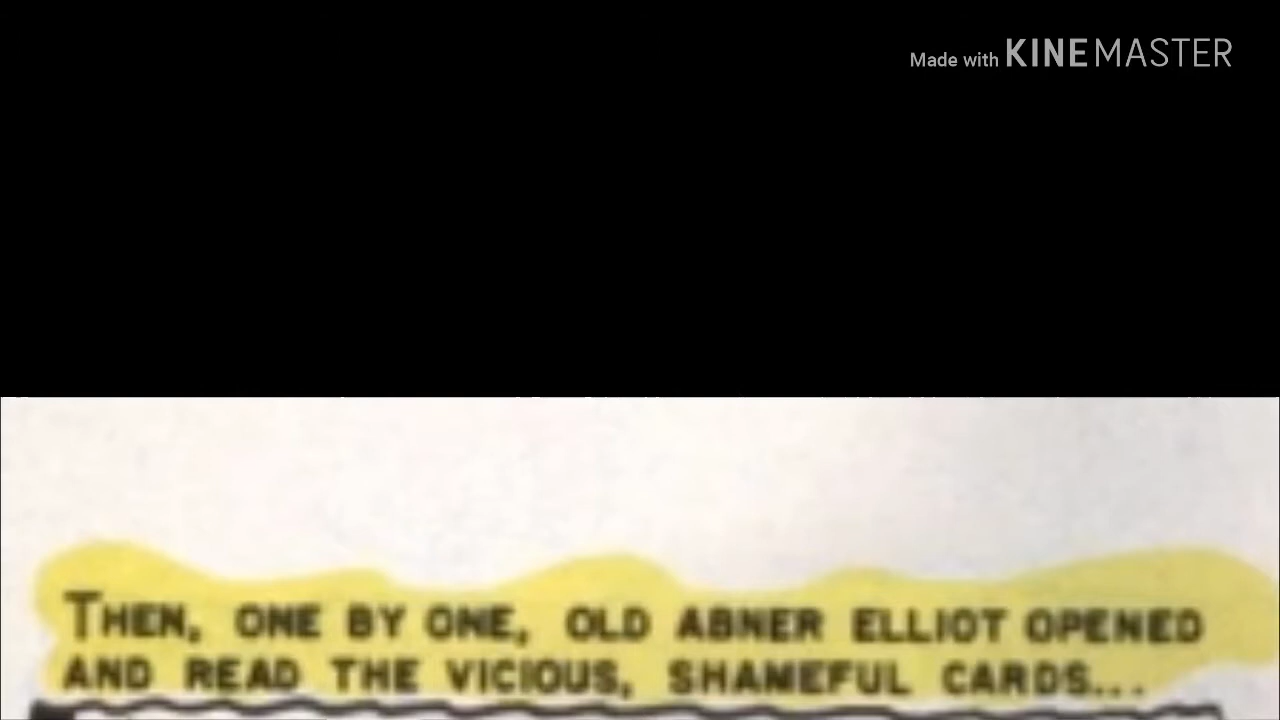 Made with KINEMASTER
THEN, ONE BY ONE, OLD ABNER ELLIOT OPENED
AND READ THE VICIOUS, SHAMEFUL CARDS...